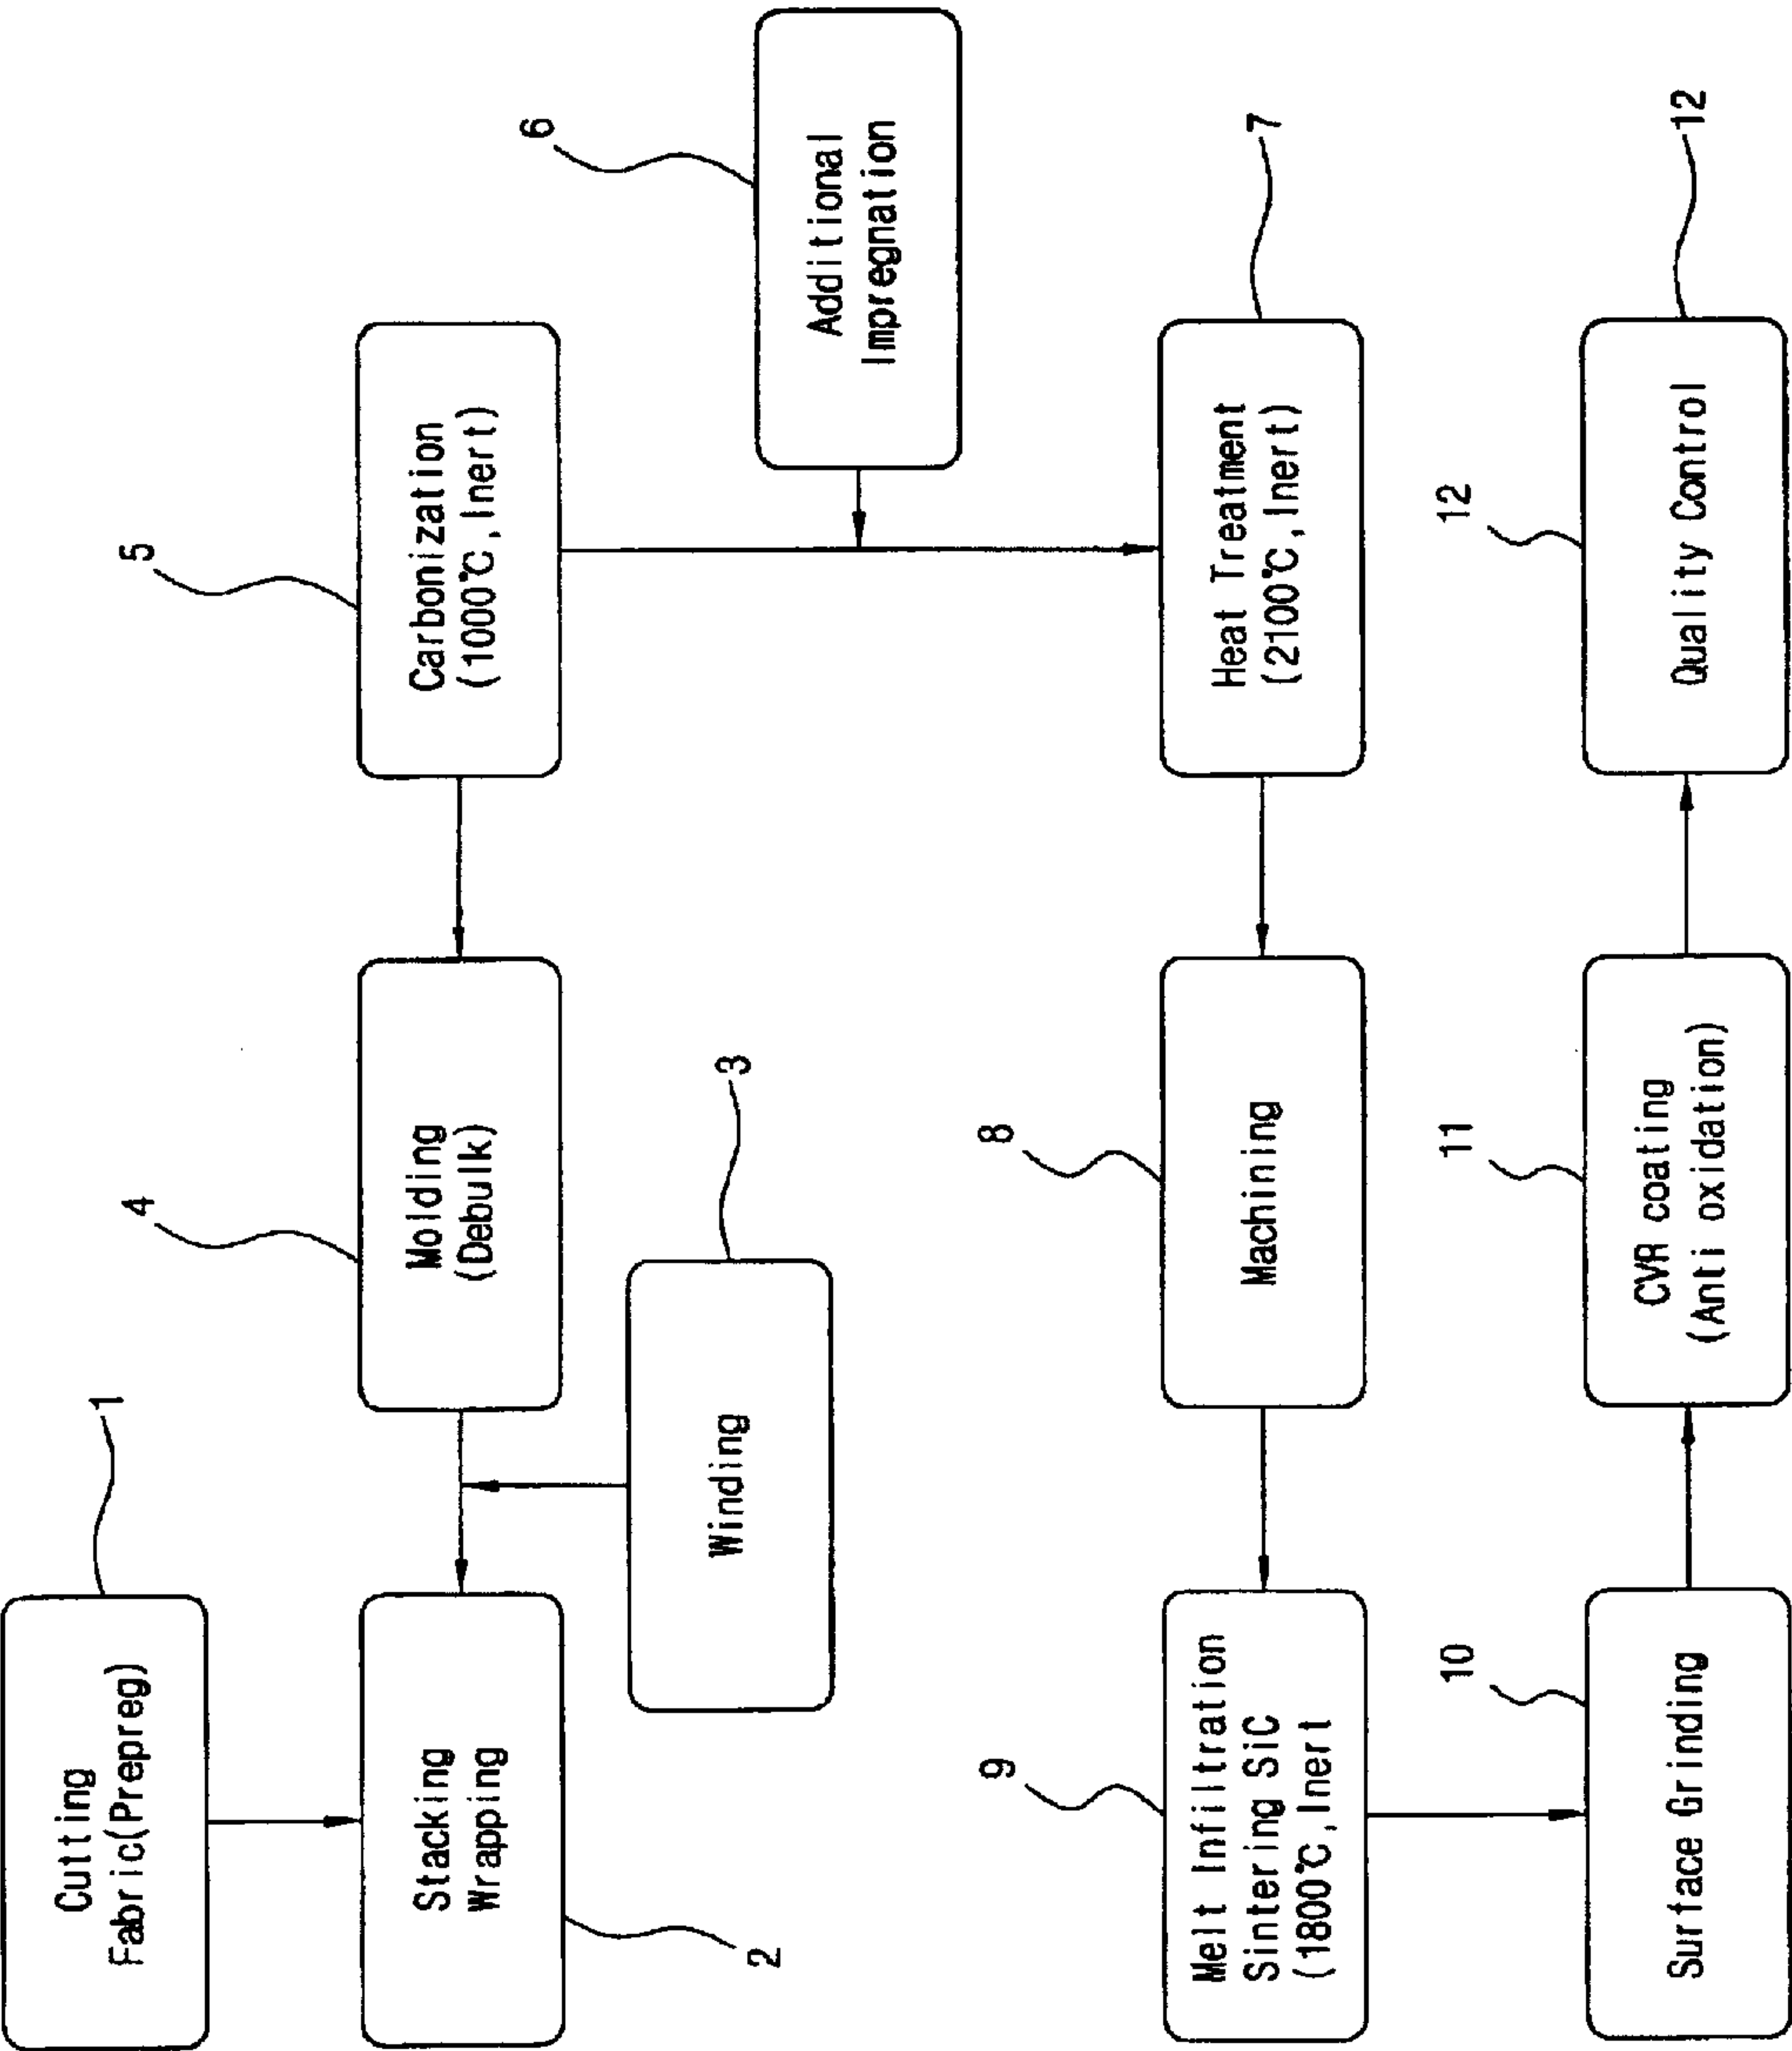 1
Cutting
Fabric(Prepreg)
2
Stacking
Wrapping
3
Winding
4
Molding
(Debulk)
5
Carbonization
(1000℃,Inert)
6
Additional
Impregnation
7
Heat Treatment
(2100℃,Inert)
8
Machining
9
Melt Infiltration
Sintering SiC
(1800℃,Inert
10
Surface Grinding
11
CVR coating
(Anti oxidation)
12
Quality Control
12